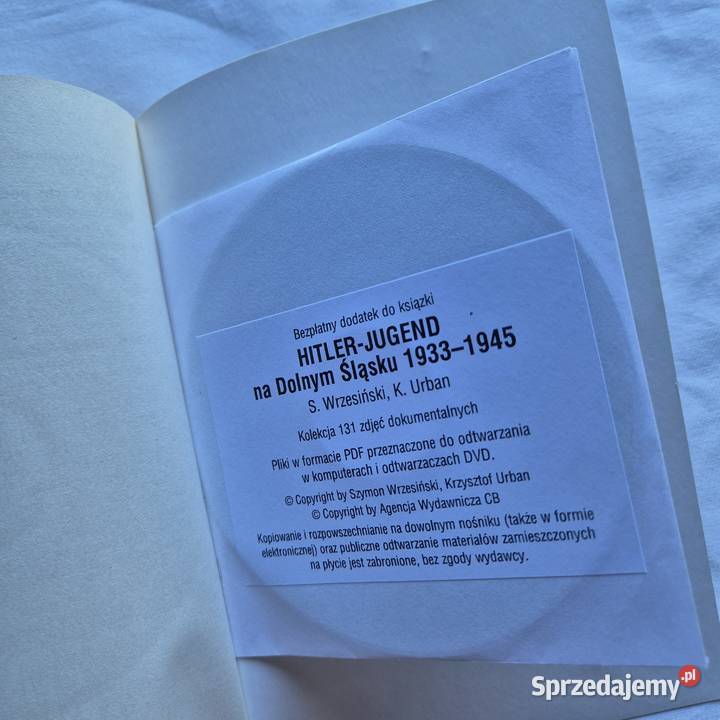 Bezpłatny dodatek do książki
HITLER-JUGEND
na Dolnym Śląsku 1933–1945
S. Wrzesiński, K. Urban
Kolekcja 131 zdjęć dokumentalnych
Pliki w formacie PDF przeznaczone do odtwarzania
w komputerach i odtwarzaczach DVD.
© Copyright by Szymon Wrzesiński, Krzysztof Urban
© Copyright by Agencja Wydawnicza CB
Kopiowanie i rozpowszechnianie na dowolnym nośniku (także w formie
elektronicznej) oraz publiczne odtwarzanie materiałów zamieszczonych
na płycie jest zabronione, bez zgody wydawcy.
Sprzedajemy.pl